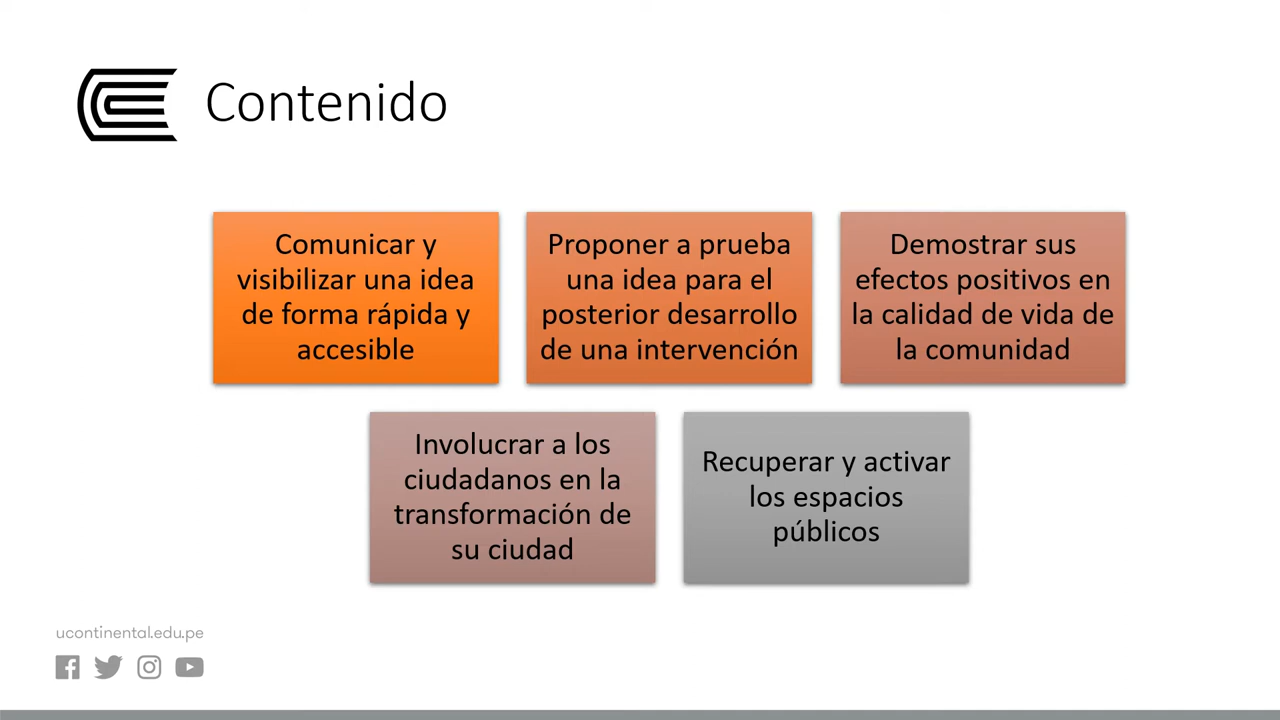 Contenido
Comunicar y
visibilizar una idea
de forma rápida y
accesible
Proponer a prueba
una idea para el
posterior desarrollo
de una intervención
Demostrar sus
efectos positivos en
la calidad de vida de
la comunidad
Involucrar a los
ciudadanos en la
transformación de
su ciudad
Recuperar y activar
los espacios
públicos
ucontinental.edu.pe